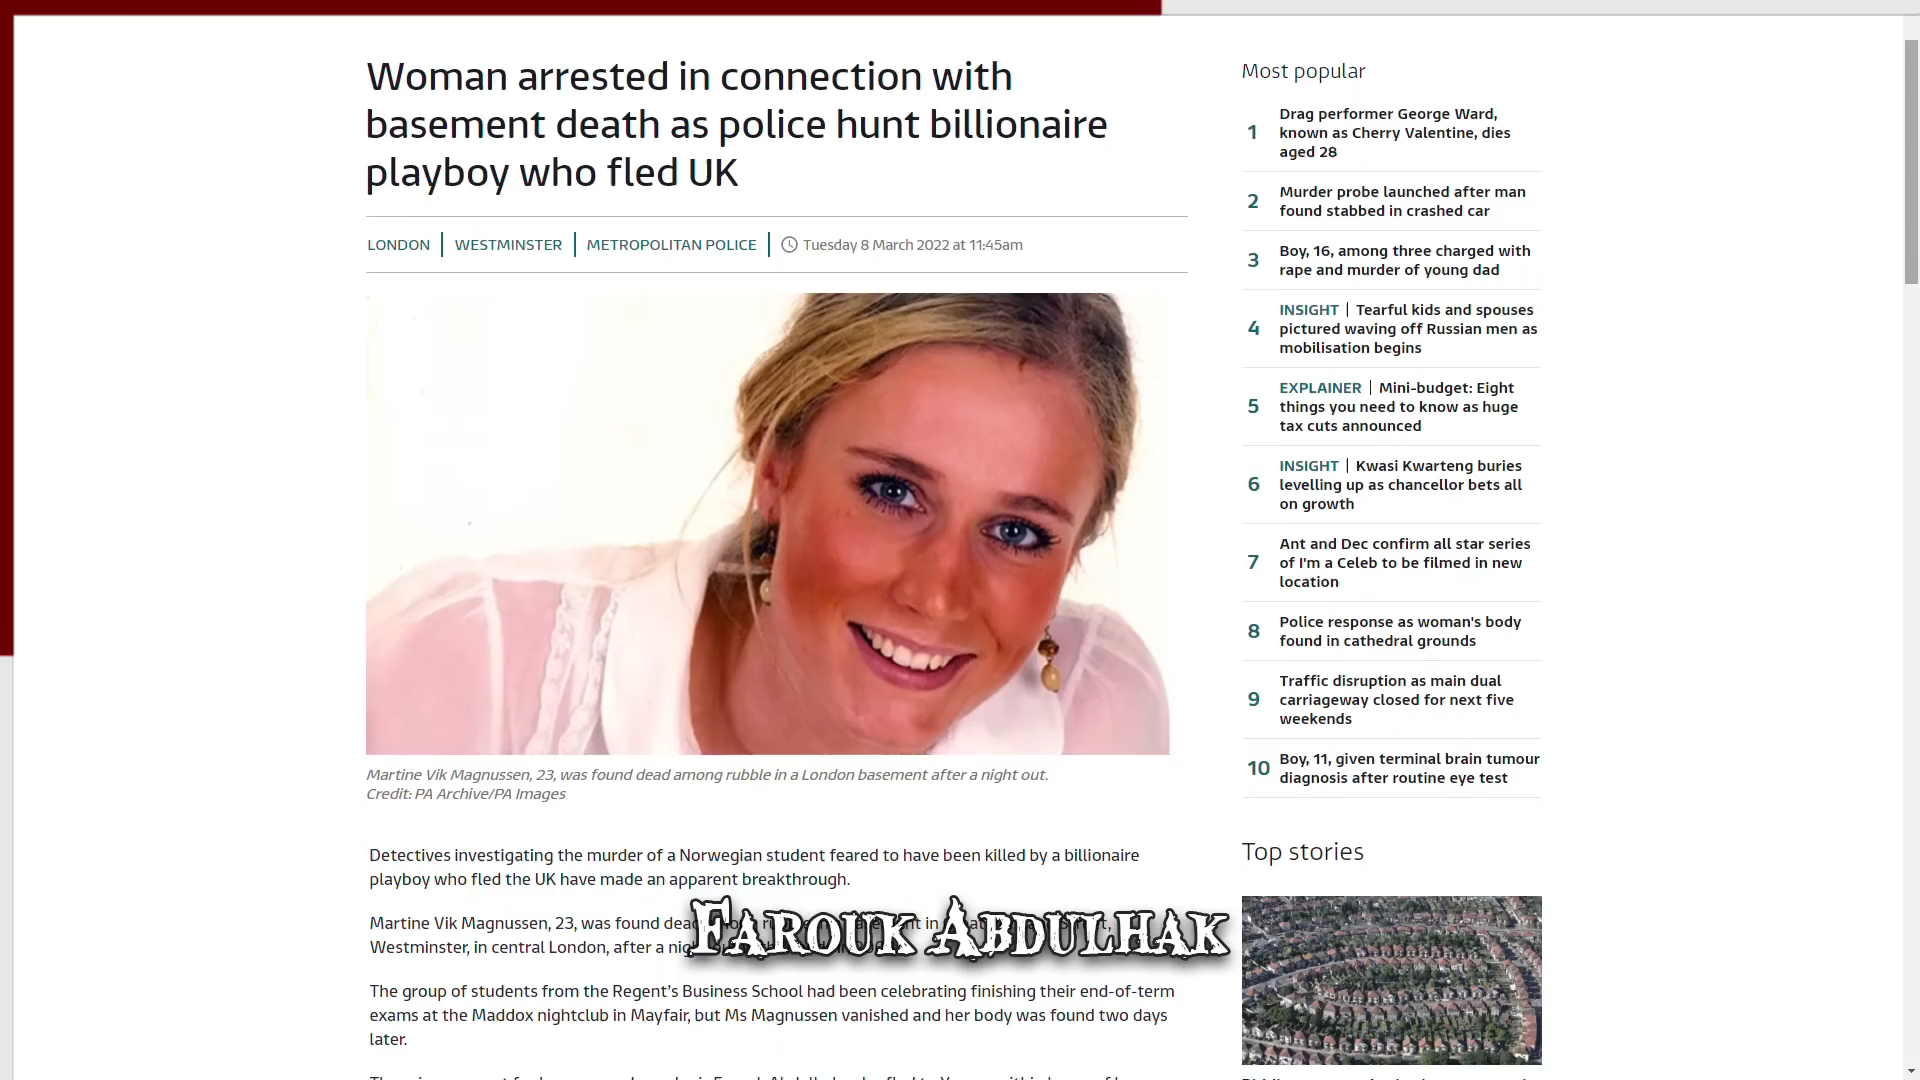 Woman arrested in connection with
basement death as police hunt billionaire
playboy who fled UK
LONDON
WESTMINSTER
METROPOLITAN POLICE
Tuesday 8 March 2022 at 11:45am
Martine Vik Magnussen, 23, was found dead among rubble in a London basement after a night out.
Credit: PA Archive/PA Images
Detectives investigating the murder of a Norwegian student feared to have been killed by a billionaire
playboy who fled the UK have made an apparent breakthrough.
Martine Vik Magnussen, 23, was found dead
Westminster, in central London, after a
Farouk Abdulhak
The group of students from the Regent's Business School had been celebrating finishing their end-of-term
exams at the Maddox nightclub in Mayfair, but Ms Magnussen vanished and her body was found two days
later.
Most popular
1
Drag performer George Ward,
known as Cherry Valentine, dies
aged 28
2
Murder probe launched after man
found stabbed in crashed car
3
Boy, 16, among three charged with
rape and murder of young dad
4
INSIGHT | Tearful kids and spouses
pictured waving off Russian men as
mobilisation begins
5
EXPLAINER | Mini-budget: Eight
things you need to know as huge
tax cuts announced
6
INSIGHT | Kwasi Kwarteng buries
levelling up as chancellor bets all
on growth
7
Ant and Dec confirm all star series
of I'm a Celeb to be filmed in new
location
8
Police response as woman's body
found in cathedral grounds
9
Traffic disruption as main dual
carriageway closed for next five
weekends
10
Boy, 11, given terminal brain tumour
diagnosis after routine eye test
Top stories